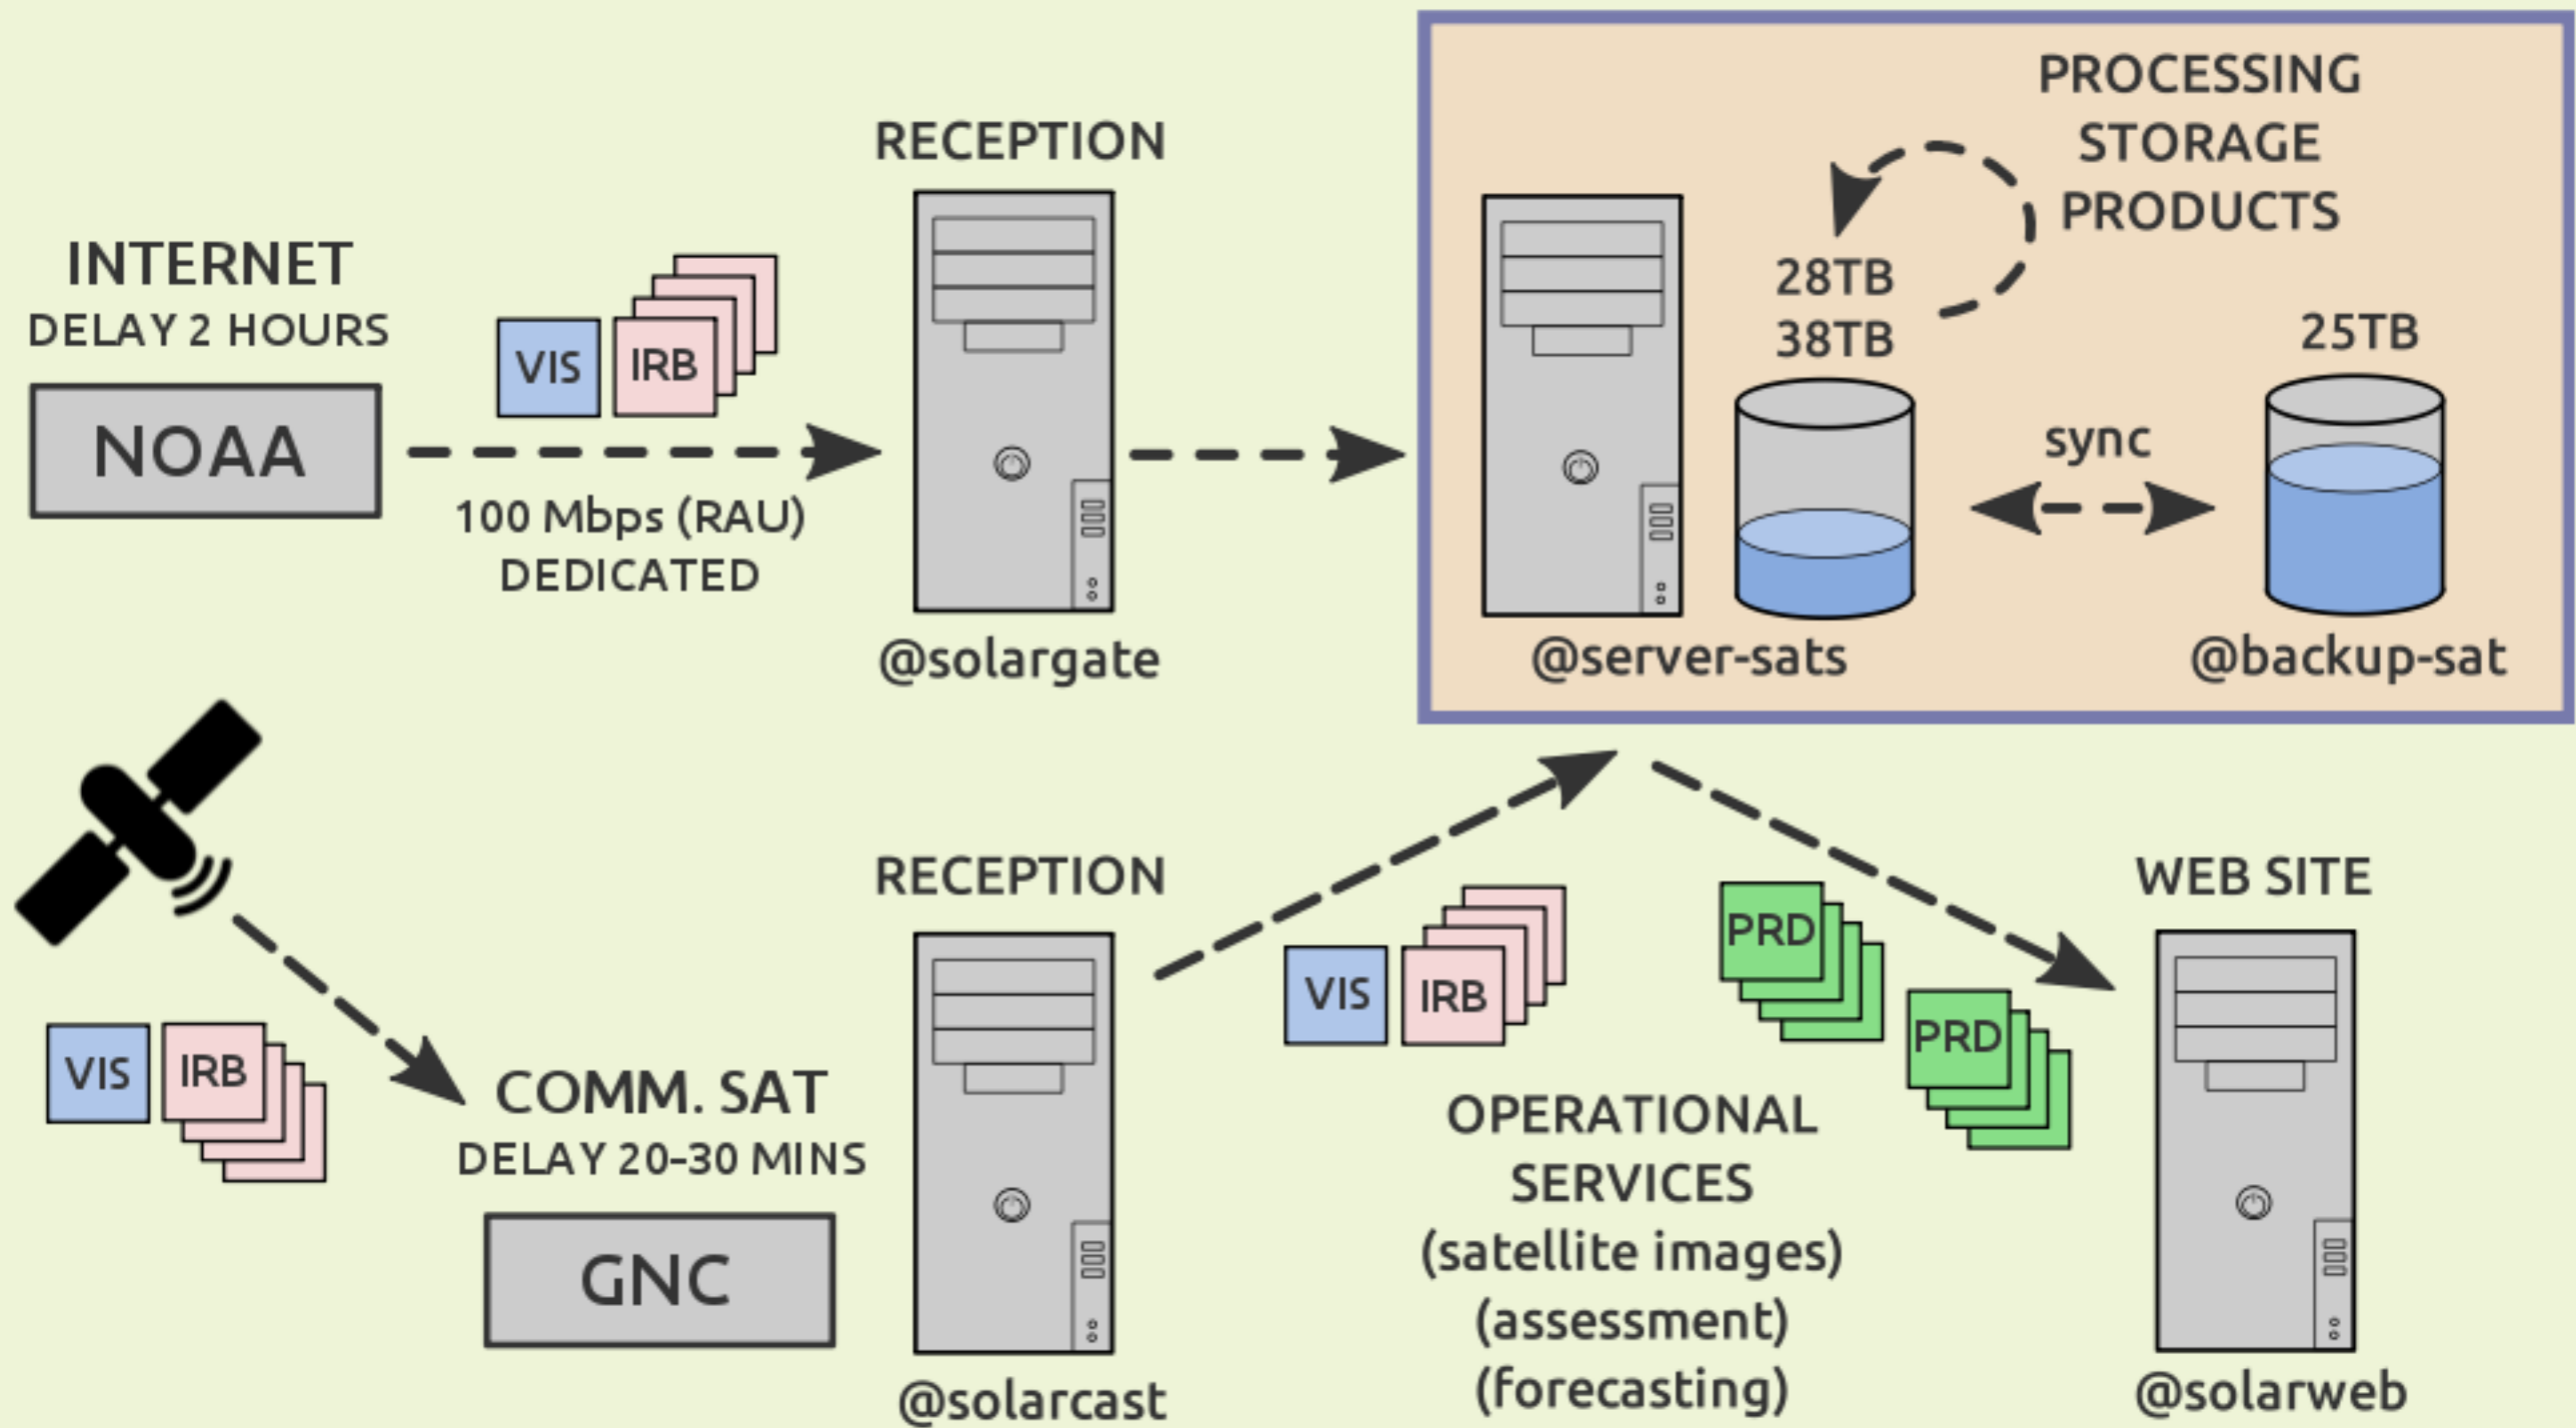 INTERNET
DELAY 2 HOURS
NOAA
VIS
IRB
100 Mbps (RAU)
DEDICATED
RECEPTION
@solargate
PROCESSING
STORAGE
PRODUCTS
28TB
38TB
25TB
sync
@server-sats
@backup-sat
VIS
IRB
COMM. SAT
DELAY 20-30 MINS
GNC
RECEPTION
@solarcast
VIS
IRB
PRD
PRD
OPERATIONAL
SERVICES
(satellite images)
(assessment)
(forecasting)
WEB SITE
@solarweb